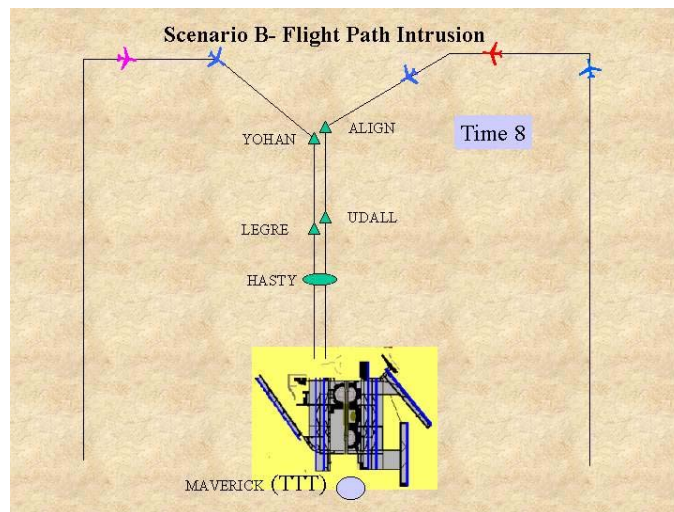 Scenario B- Flight Path Intrusion
YOHAN
ALIGN
Time 8
LEGRE
UDALL
HASTY
MAVERICK (TTT)